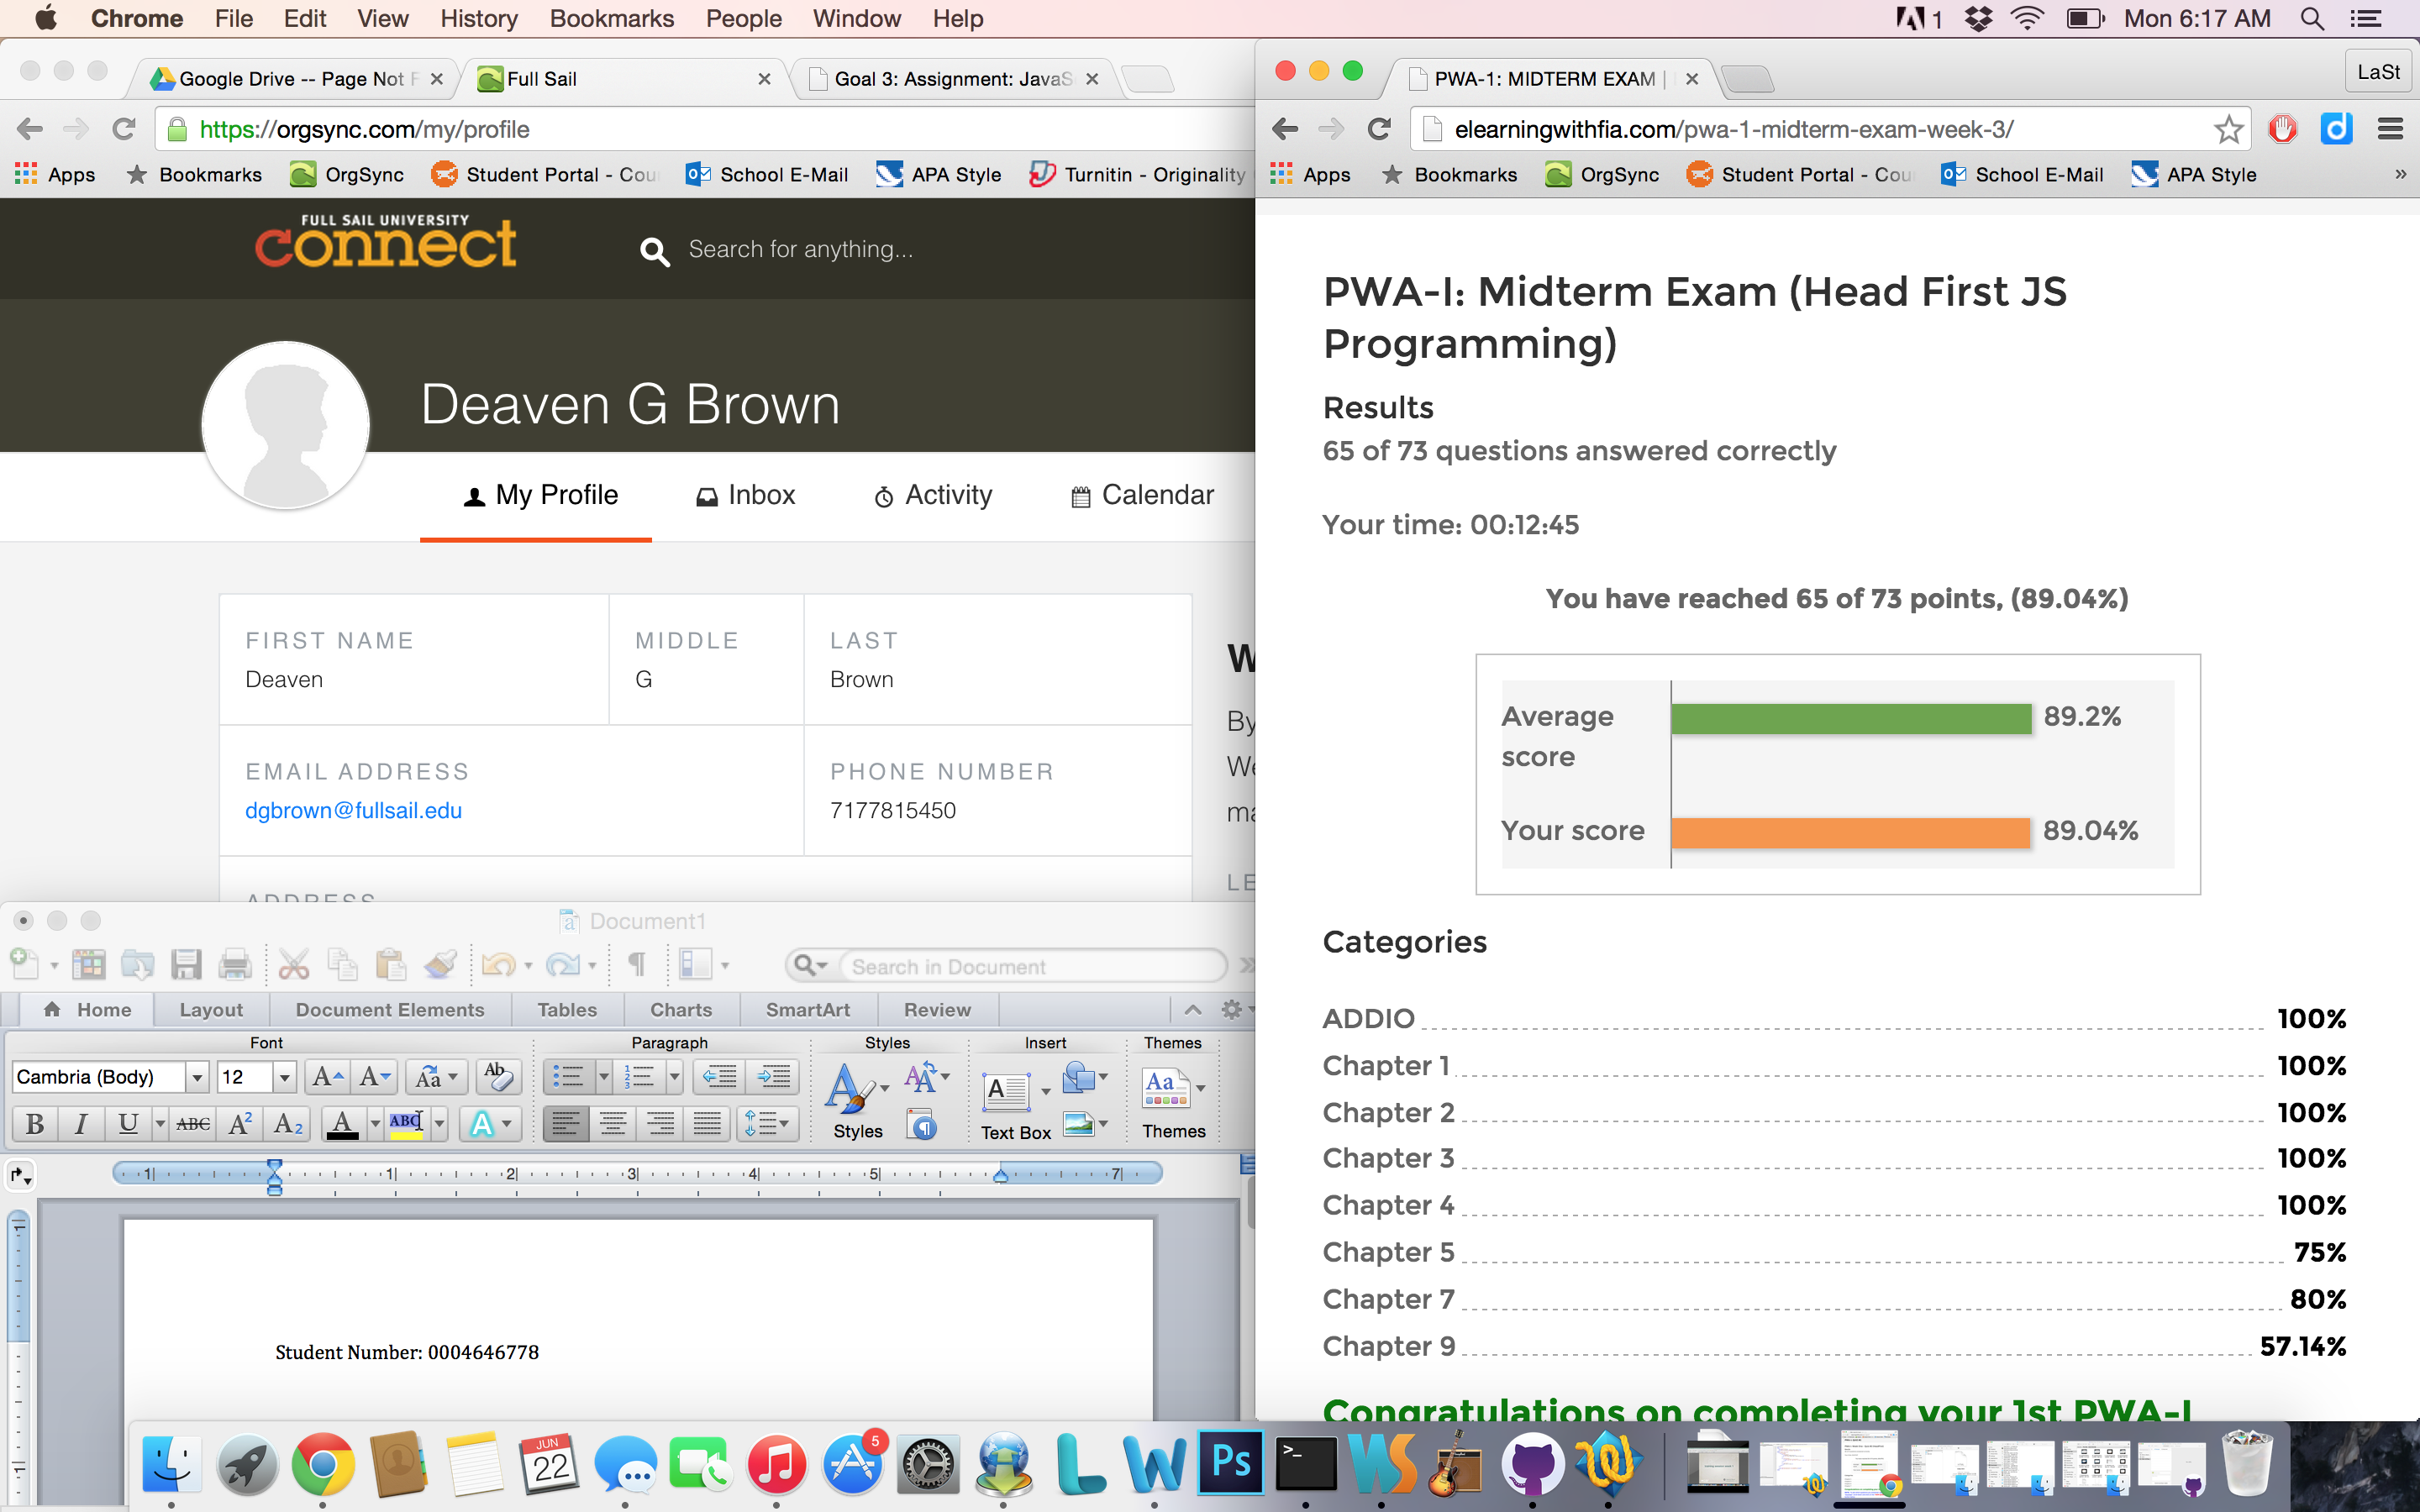 Chrome File Edit View History Bookmarks People Window Help
1 Mon 6:17 AM
Google Drive -- Page Not F
Full Sail
Goal 3: Assignment: JavaS
https://orgsync.com/my/profile
Apps Bookmarks OrgSync Student Portal - Cou School E-Mail APA Style Turnitin - Originality
FULL SAIL UNIVERSITY
connect
Search for anything...
Deaven G Brown
My Profile Inbox Activity Calendar
FIRST NAME MIDDLE LAST
Deaven G Brown
EMAIL ADDRESS PHONE NUMBER
dgbrown@fullsail.edu 7177815450
ADDRESS
W
By
We
ma
LE
Document1
Search in Document
Home Layout Document Elements Tables Charts SmartArt Review
Font Paragraph Styles Insert Themes
Cambria (Body) 12
Styles Text Box Themes
Student Number: 0004646778
PWA-1: MIDTERM EXAM |
LaSt
elearningwithfia.com/pwa-1-midterm-exam-week-3/
Apps Bookmarks OrgSync Student Portal - Cou School E-Mail APA Style »
PWA-I: Midterm Exam (Head First JS
Programming)
Results
65 of 73 questions answered correctly
Your time: 00:12:45
You have reached 65 of 73 points, (89.04%)
Average score 89.2%
Your score 89.04%
Categories
ADDIO 100%
Chapter 1 100%
Chapter 2 100%
Chapter 3 100%
Chapter 4 100%
Chapter 5 75%
Chapter 7 80%
Chapter 9 57.14%
Congratulations on completing your 1st PWA-I
JUN
22
5
Ps